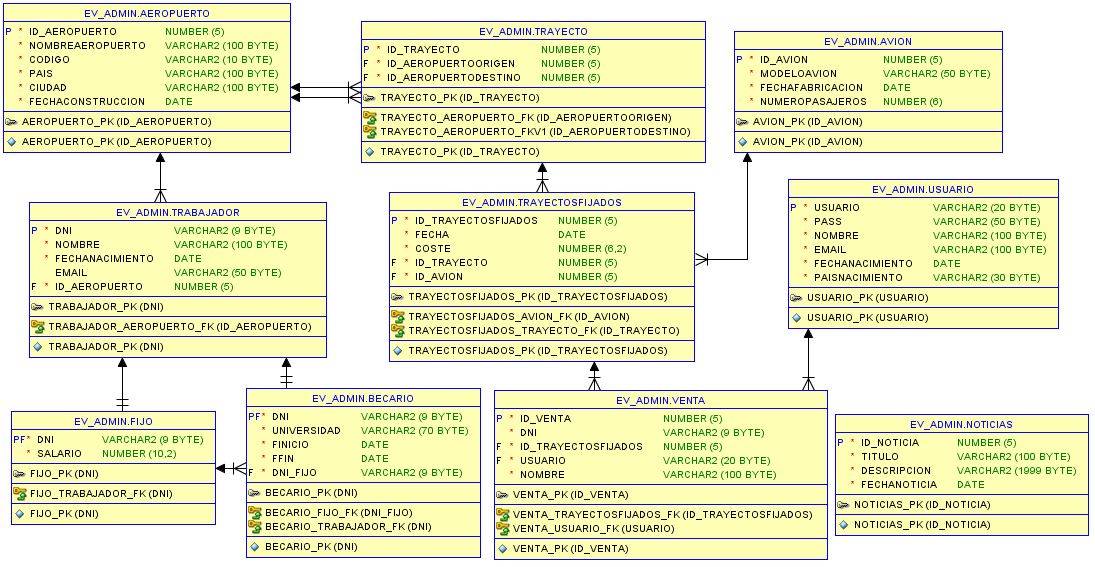 EV_ADMIN.AEROPUERTO
P * ID_AEROPUERTO NUMBER (5)
* NOMBREAEROPUERTO VARCHAR2 (100 BYTE)
* CODIGO VARCHAR2 (10 BYTE)
* PAIS VARCHAR2 (100 BYTE)
* CIUDAD VARCHAR2 (100 BYTE)
* FECHACONSTRUCCION DATE
AEROPUERTO_PK (ID_AEROPUERTO)
AEROPUERTO_PK (ID_AEROPUERTO)
EV_ADMIN.TRAYECTO
P * ID_TRAYECTO NUMBER (5)
F * ID_AEROPUERTOORIGEN NUMBER (5)
F * ID_AEROPUERTODESTINO NUMBER (5)
TRAYECTO_PK (ID_TRAYECTO)
TRAYECTO_AEROPUERTO_FK (ID_AEROPUERTOORIGEN)
TRAYECTO_AEROPUERTO_FKV1 (ID_AEROPUERTODESTINO)
TRAYECTO_PK (ID_TRAYECTO)
EV_ADMIN.AVION
P * ID_AVION NUMBER (5)
* MODELOAVION VARCHAR2 (50 BYTE)
* FECHAFABRICACION DATE
* NUMEROPASAJEROS NUMBER (6)
AVION_PK (ID_AVION)
AVION_PK (ID_AVION)
EV_ADMIN.TRABAJADOR
P * DNI VARCHAR2 (9 BYTE)
* NOMBRE VARCHAR2 (100 BYTE)
* FECHANACIMIENTO DATE
EMAIL VARCHAR2 (50 BYTE)
F * ID_AEROPUERTO NUMBER (5)
TRABAJADOR_PK (DNI)
TRABAJADOR_AEROPUERTO_FK (ID_AEROPUERTO)
TRABAJADOR_PK (DNI)
EV_ADMIN.TRAYECTOSFIJADOS
P * ID_TRAYECTOSFIJADOS NUMBER (5)
* FECHA DATE
* COSTE NUMBER (6,2)
F * ID_TRAYECTO NUMBER (5)
F * ID_AVION NUMBER (5)
TRAYECTOSFIJADOS_PK (ID_TRAYECTOSFIJADOS)
TRAYECTOSFIJADOS_AVION_FK (ID_AVION)
TRAYECTOSFIJADOS_TRAYECTO_FK (ID_TRAYECTO)
TRAYECTOSFIJADOS_PK (ID_TRAYECTOSFIJADOS)
EV_ADMIN.USUARIO
P * USUARIO VARCHAR2 (20 BYTE)
* PASS VARCHAR2 (50 BYTE)
* NOMBRE VARCHAR2 (100 BYTE)
* EMAIL VARCHAR2 (100 BYTE)
* FECHANACIMIENTO DATE
* PAISNACIMIENTO VARCHAR2 (30 BYTE)
USUARIO_PK (USUARIO)
USUARIO_PK (USUARIO)
EV_ADMIN.FIJO
PF* DNI VARCHAR2 (9 BYTE)
* SALARIO NUMBER (10,2)
FIJO_PK (DNI)
FIJO_TRABAJADOR_FK (DNI)
FIJO_PK (DNI)
EV_ADMIN.BECARIO
PF* DNI VARCHAR2 (9 BYTE)
* UNIVERSIDAD VARCHAR2 (70 BYTE)
* FINICIO DATE
* FFIN DATE
F * DNI_FIJO VARCHAR2 (9 BYTE)
BECARIO_PK (DNI)
BECARIO_FIJO_FK (DNI_FIJO)
BECARIO_TRABAJADOR_FK (DNI)
BECARIO_PK (DNI)
EV_ADMIN.VENTA
P * ID_VENTA NUMBER (5)
* DNI VARCHAR2 (9 BYTE)
F * ID_TRAYECTOSFIJADOS NUMBER (5)
F * USUARIO VARCHAR2 (20 BYTE)
* NOMBRE VARCHAR2 (100 BYTE)
VENTA_PK (ID_VENTA)
VENTA_TRAYECTOSFIJADOS_FK (ID_TRAYECTOSFIJADOS)
VENTA_USUARIO_FK (USUARIO)
VENTA_PK (ID_VENTA)
EV_ADMIN.NOTICIAS
P * ID_NOTICIA NUMBER (5)
* TITULO VARCHAR2 (100 BYTE)
* DESCRIPCION VARCHAR2 (1999 BYTE)
* FECHANOTICIA DATE
NOTICIAS_PK (ID_NOTICIA)
NOTICIAS_PK (ID_NOTICIA)